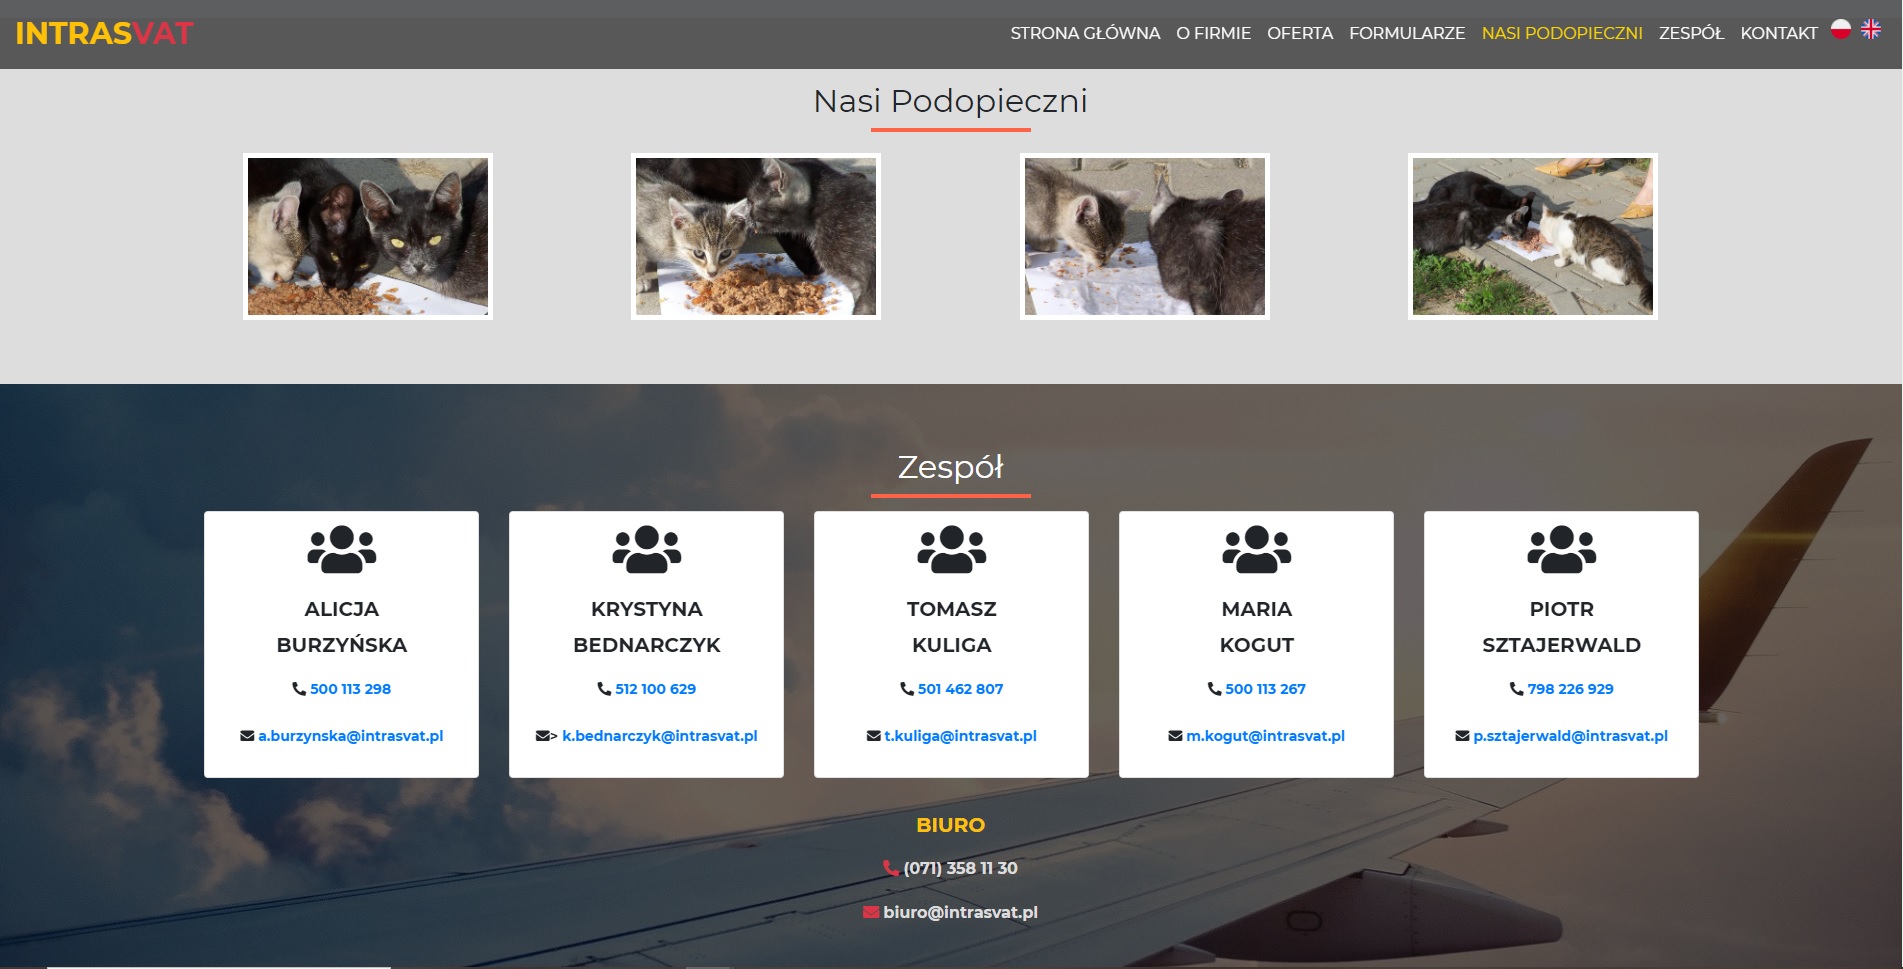 INTRASVAT
STRONA GŁÓWNA O FIRMIE OFERTA FORMULARZE NASI PODOPIECZNI ZESPÓŁ KONTAKT
Nasi Podopieczni
Zespół
ALICJA
BURZYŃSKA
500 113 298
a.burzynska@intrasvat.pl
KRYSTYNA
BEDNARCZYK
512 100 629
> k.bednarczyk@intrasvat.pl
TOMASZ
KULIGA
501 462 807
t.kuliga@intrasvat.pl
MARIA
KOGUT
500 113 267
m.kogut@intrasvat.pl
PIOTR
SZTAJERWALD
798 226 929
p.sztajerwald@intrasvat.pl
BIURO
(071) 358 11 30
biuro@intrasvat.pl